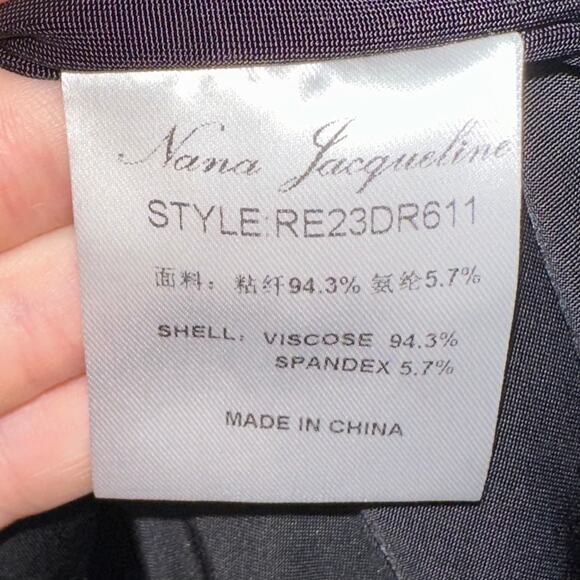 Nana Jacqueline
STYLE:RE23DR611
面料：粘纤94.3% 氨纶5.7%
SHELL: VISCOSE 94.3%
SPANDEX 5.7%
MADE IN CHINA